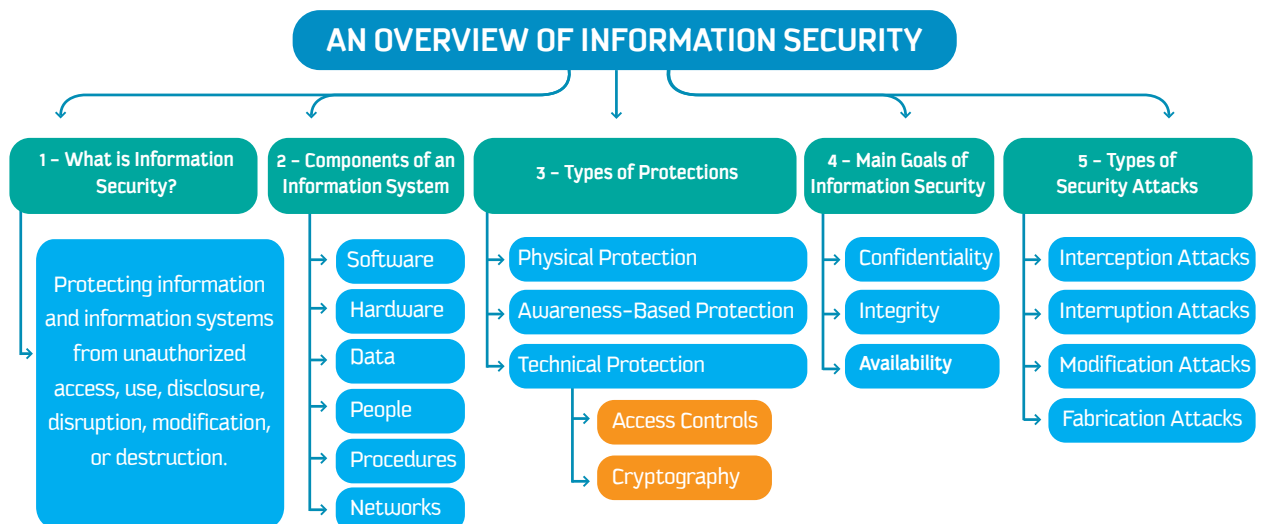 AN OVERVIEW OF INFORMATION SECURITY
1 - What is Information
Security?
Protecting information
and information systems
from unauthorized
access, use, disclosure,
disruption, modification,
or destruction.
2 - Components of an
Information System
Software
Hardware
Data
People
Procedures
Networks
3 - Types of Protections
Physical Protection
Awareness-Based Protection
Technical Protection
Access Controls
Cryptography
4 - Main Goals of
Information Security
Confidentiality
Integrity
Availability
5 - Types of
Security Attacks
Interception Attacks
Interruption Attacks
Modification Attacks
Fabrication Attacks